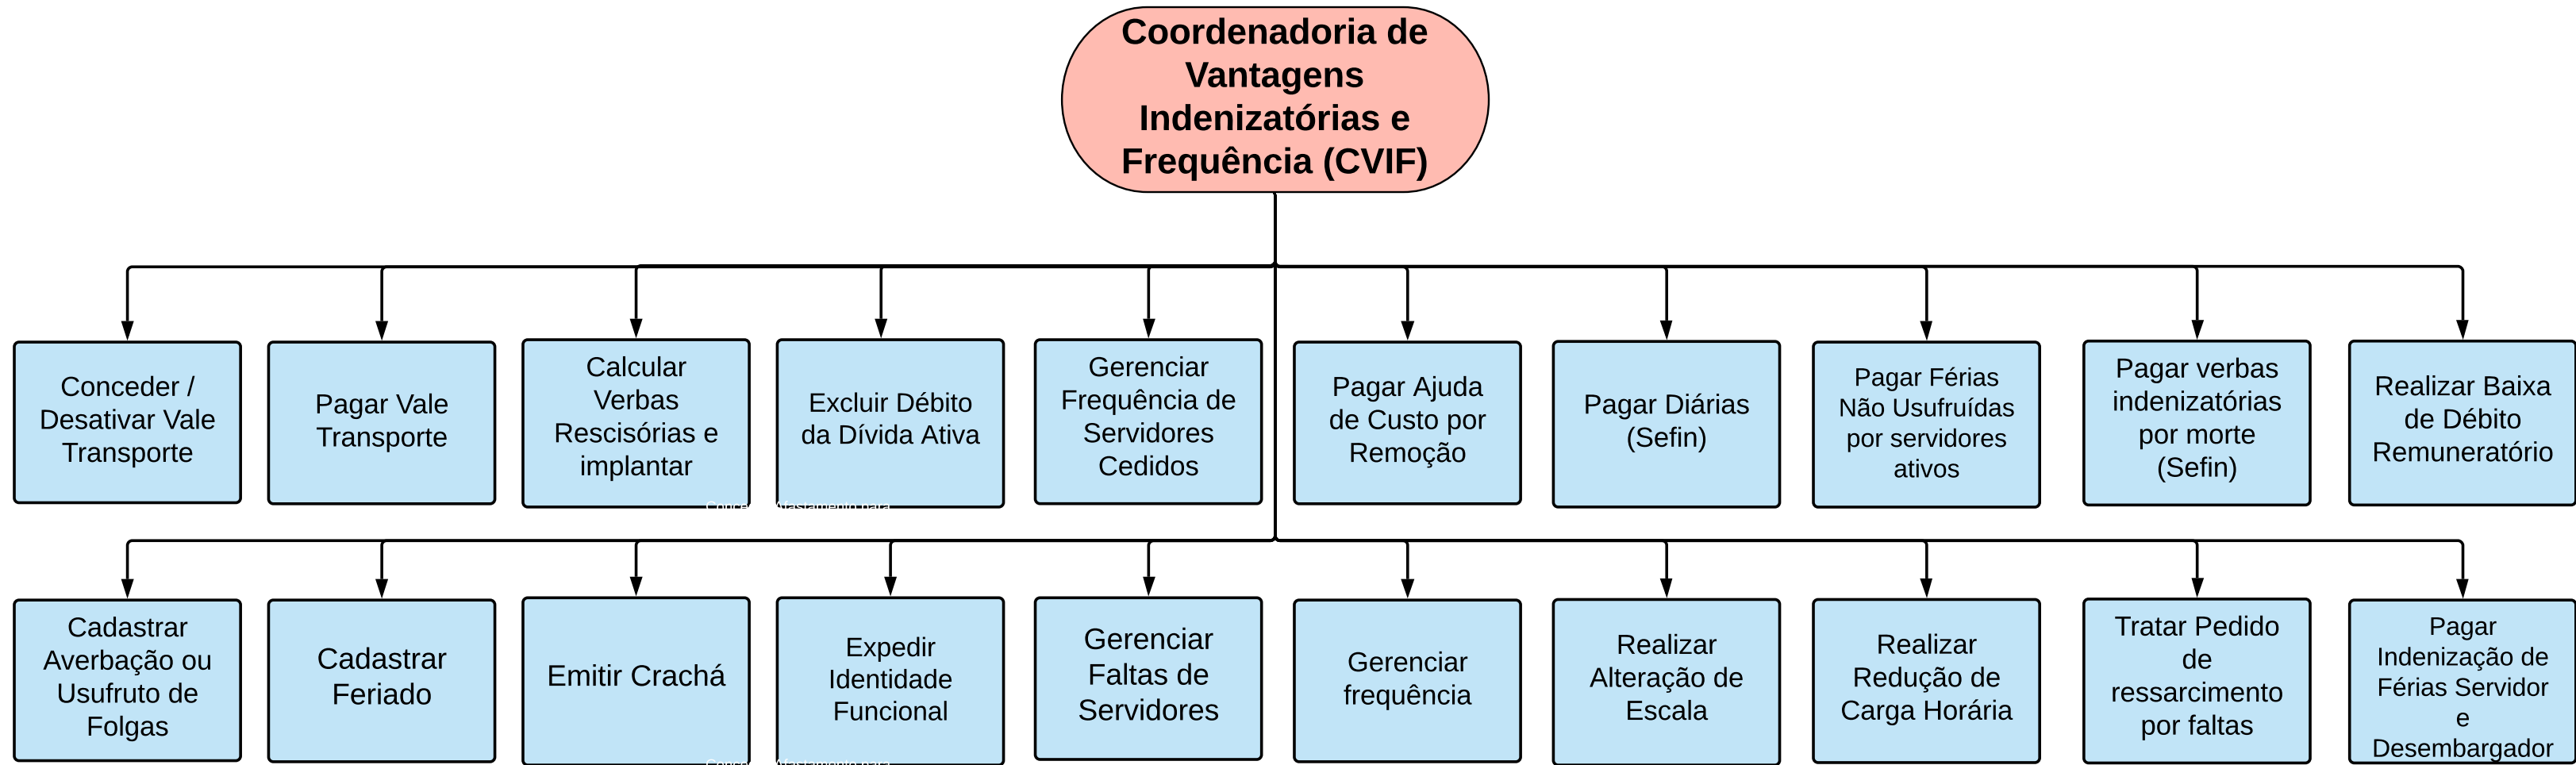 Coordenadoria de
Vantagens
Indenizatórias e
Frequência (CVIF)
Conceder /
Desativar Vale
Transporte
Pagar Vale
Transporte
Calcular
Verbas
Rescisórias e
implantar
Excluir Débito
da Dívida Ativa
Gerenciar
Frequência de
Servidores
Cedidos
Pagar Ajuda
de Custo por
Remoção
Pagar Diárias
(Sefin)
Pagar Férias
Não Usufruídas
por servidores
ativos
Pagar verbas
indenizatórias
por morte
(Sefin)
Realizar Baixa
de Débito
Remuneratório
Cadastrar
Averbação ou
Usufruto de
Folgas
Cadastrar
Feriado
Emitir Crachá
Expedir
Identidade
Funcional
Gerenciar
Faltas de
Servidores
Gerenciar
frequência
Realizar
Alteração de
Escala
Realizar
Redução de
Carga Horária
Tratar Pedido
de
ressarcimento
por faltas
Pagar
Indenização de
Férias Servidor
e
Desembargador